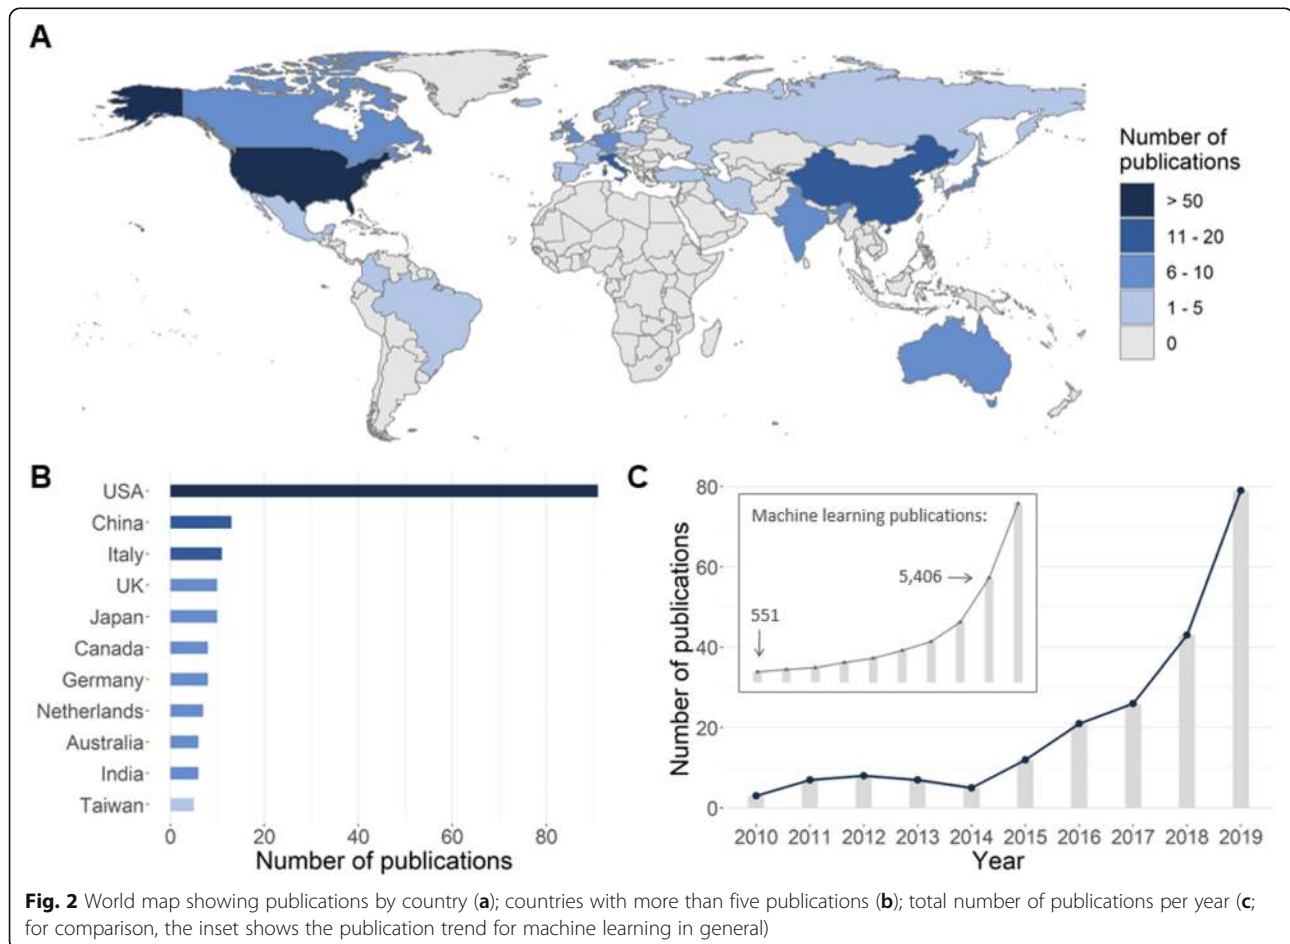 A
Number of
publications
> 50
11 - 20
6 - 10
1 - 5
0
B
USA
China
Italy
UK
Japan
Canada
Germany
Netherlands
Australia
India
Taiwan
0 20 40 60 80
Number of publications
C
Number of publications
80
60
40
20
0
Machine learning publications:
5,406
551
2010 2011 2012 2013 2014 2015 2016 2017 2018 2019
Year
Fig. 2 World map showing publications by country (a); countries with more than five publications (b); total number of publications per year (c;
for comparison, the inset shows the publication trend for machine learning in general)